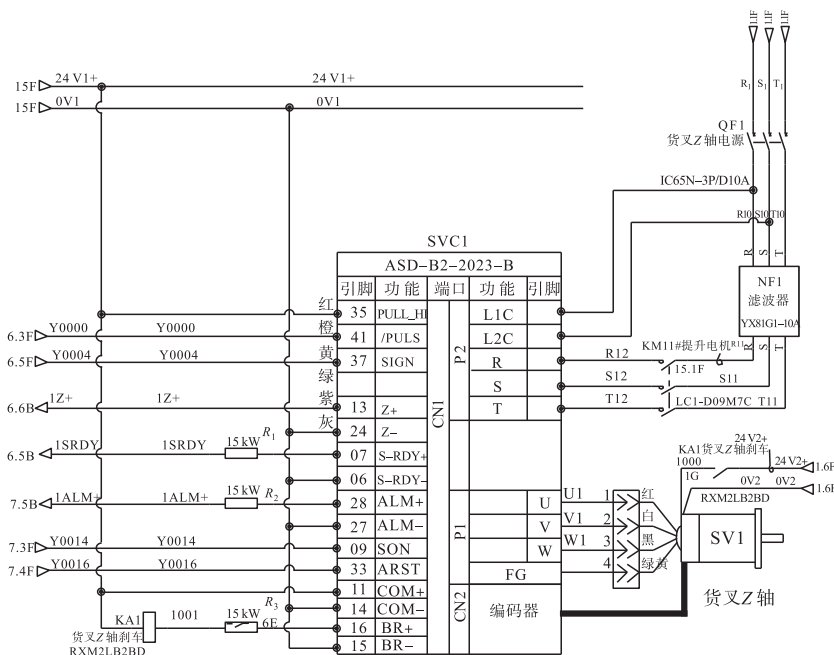 1.1F 1.1F 1.1F
15F 24 V1+ 24 V1+
15F 0V1 0V1
R1 S1 T1
QF1
货叉Z轴电源
IC65N-3P/D10A
R10 S10 T10
R S T
NF1
滤波器
YX81G1-10A
R S T
SVC1
ASD-B2-2023-B
引脚 功能 端口 功能 引脚
红 35 PULL_HI L1C
橙
6.3F Y0000 Y0000 41 /PULS L2C
黄
6.5F Y0004 Y0004 37 SIGN R R12 KM11#提升电机 R11
15.1F
绿 S S12 S11
紫
6.6B 1Z+ 1Z+ 13 Z+ T T12 LC1-D09M7C T11
灰 24 Z-
P2
CN1
6.5B 1SRDY 1SRDY 15 kW R1 07 S-RDY+
06 S-RDY-
7.5B 1ALM+ 1ALM+ 15 kW R2 28 ALM+ U U1 1 红
27 ALM- V V1 2 白
7.3F Y0014 Y0014 09 SON W W1 3 黑
P1
7.4F Y0016 Y0016 33 ARST FG 4 绿黄
11 COM+
R3 14 COM- CN2 编码器
KA1 1001 15 kW 6E 16 BR+
15 BR-
货叉Z轴刹车
RXM2LB2BD
24 V2+
KA1货叉Z轴刹车
1000 24 V2+ 1.6F
1G 0V2 0V2 1.6F
RXM2LB2BD
SV1
货叉Z轴